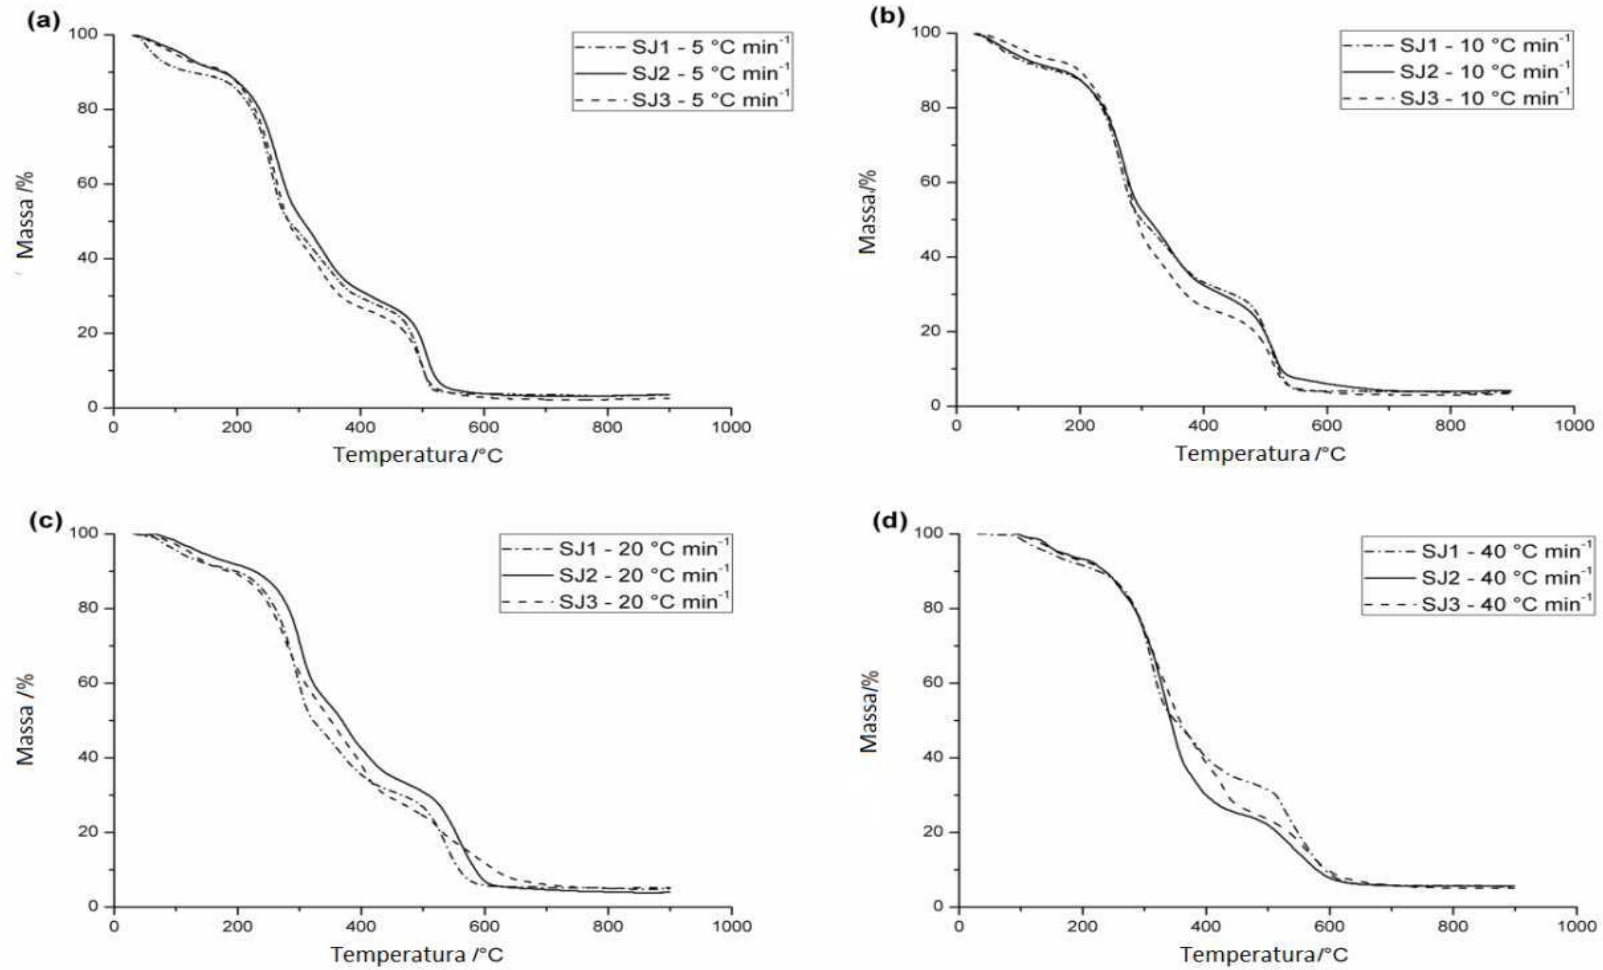 (a)
100
80
60
40
20
0
0 200 400 600 800 1000
Massa /%
Temperatura /°C
SJ1 - 5 °C min⁻¹
SJ2 - 5 °C min⁻¹
SJ3 - 5 °C min⁻¹
(b)
100
80
60
40
20
0
0 200 400 600 800 1000
Massa/%
Temperatura /°C
SJ1 - 10 °C min⁻¹
SJ2 - 10 °C min⁻¹
SJ3 - 10 °C min⁻¹
(c)
100
80
60
40
20
0
0 200 400 600 800 1000
Massa /%
Temperatura /°C
SJ1 - 20 °C min⁻¹
SJ2 - 20 °C min⁻¹
SJ3 - 20 °C min⁻¹
(d)
100
80
60
40
20
0
0 200 400 600 800 1000
Massa/%
Temperatura/°C
SJ1 - 40 °C min⁻¹
SJ2 - 40 °C min⁻¹
SJ3 - 40 °C min⁻¹